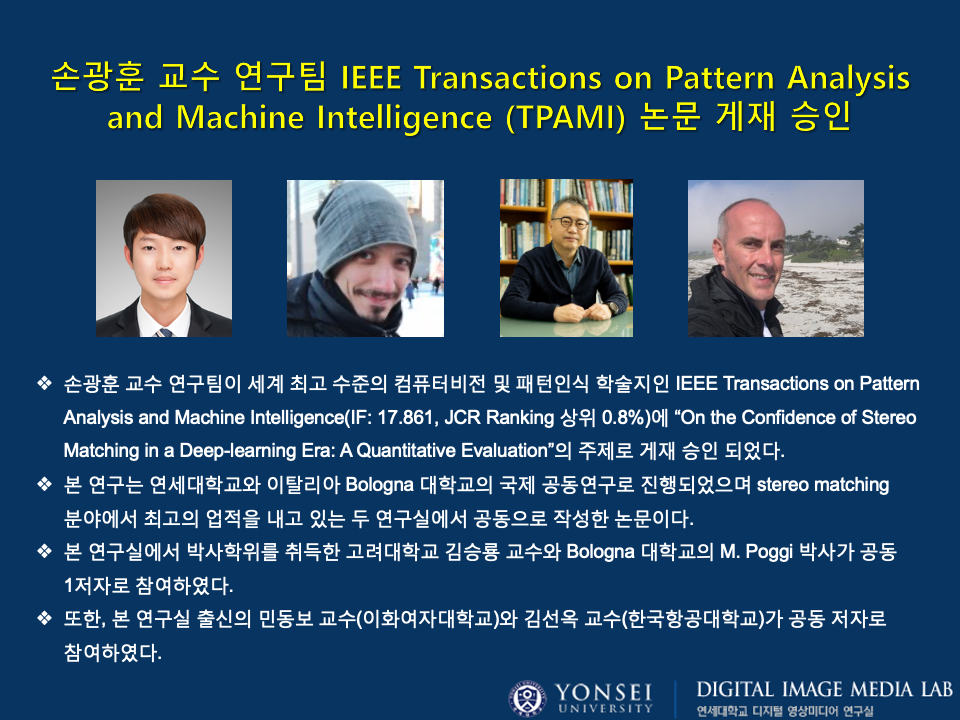 손광훈 교수 연구팀 IEEE Transactions on Pattern Analysis
and Machine Intelligence (TPAMI) 논문 게재 승인
❖ 손광훈 교수 연구팀이 세계 최고 수준의 컴퓨터비전 및 패턴인식 학술지인 IEEE Transactions on Pattern
Analysis and Machine Intelligence(IF: 17.861, JCR Ranking 상위 0.8%)에 “On the Confidence of Stereo
Matching in a Deep-learning Era: A Quantitative Evaluation”의 주제로 게재 승인 되었다.
❖ 본 연구는 연세대학교와 이탈리아 Bologna 대학교의 국제 공동연구로 진행되었으며 stereo matching
분야에서 최고의 업적을 내고 있는 두 연구실에서 공동으로 작성한 논문이다.
❖ 본 연구실에서 박사학위를 취득한 고려대학교 김승룡 교수와 Bologna 대학교의 M. Poggi 박사가 공동
1저자로 참여하였다.
❖ 또한, 본 연구실 출신의 민동보 교수(이화여자대학교)와 김선옥 교수(한국항공대학교)가 공동 저자로
참여하였다.
YONSEI
UNIVERSITY
DIGITAL IMAGE MEDIA LAB
연세대학교 디지털 영상미디어 연구실